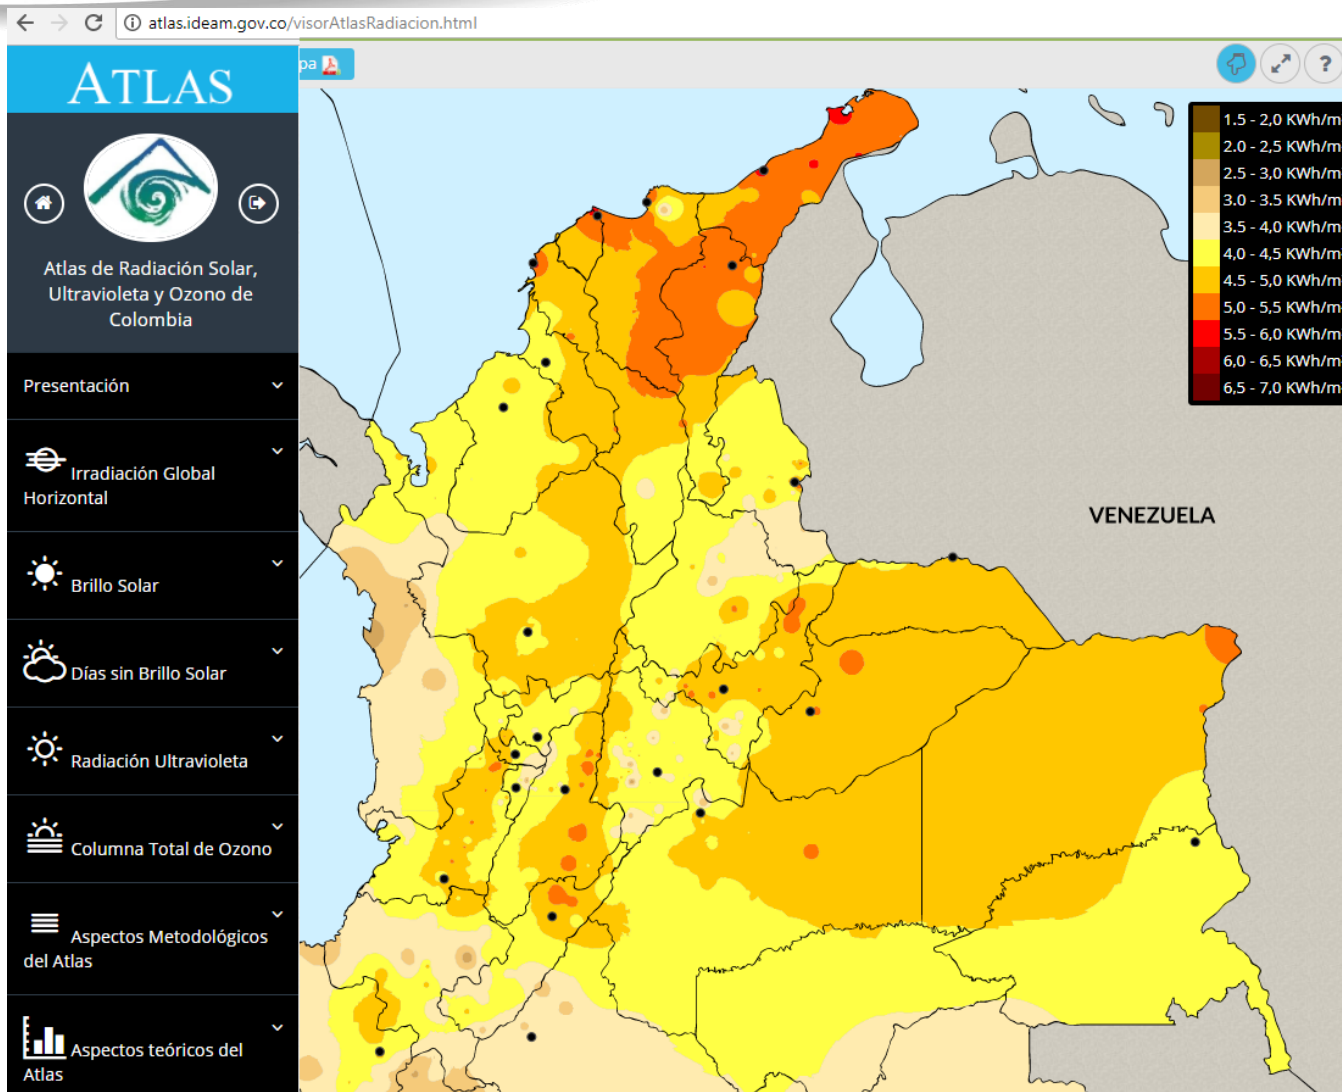 atlas.ideam.gov.co/visorAtlasRadiacion.html
ATLAS
pa
?
Atlas de Radiación Solar,
Ultravioleta y Ozono de
Colombia
Presentación
Irradiación Global
Horizontal
Brillo Solar
Días sin Brillo Solar
Radiación Ultravioleta
Columna Total de Ozono
Aspectos Metodológicos
del Atlas
Aspectos teóricos del
Atlas
1.5 - 2,0 KWh/m
2.0 - 2,5 KWh/m
2.5 - 3,0 KWh/m
3.0 - 3.5 KWh/m
3.5 - 4,0 KWh/m
4,0 - 4,5 KWh/m
4.5 - 5,0 KWh/m
5,0 - 5,5 KWh/m
5.5 - 6,0 KWh/m
6,0 - 6,5 KWh/m
6,5 - 7,0 KWh/m
VENEZUELA